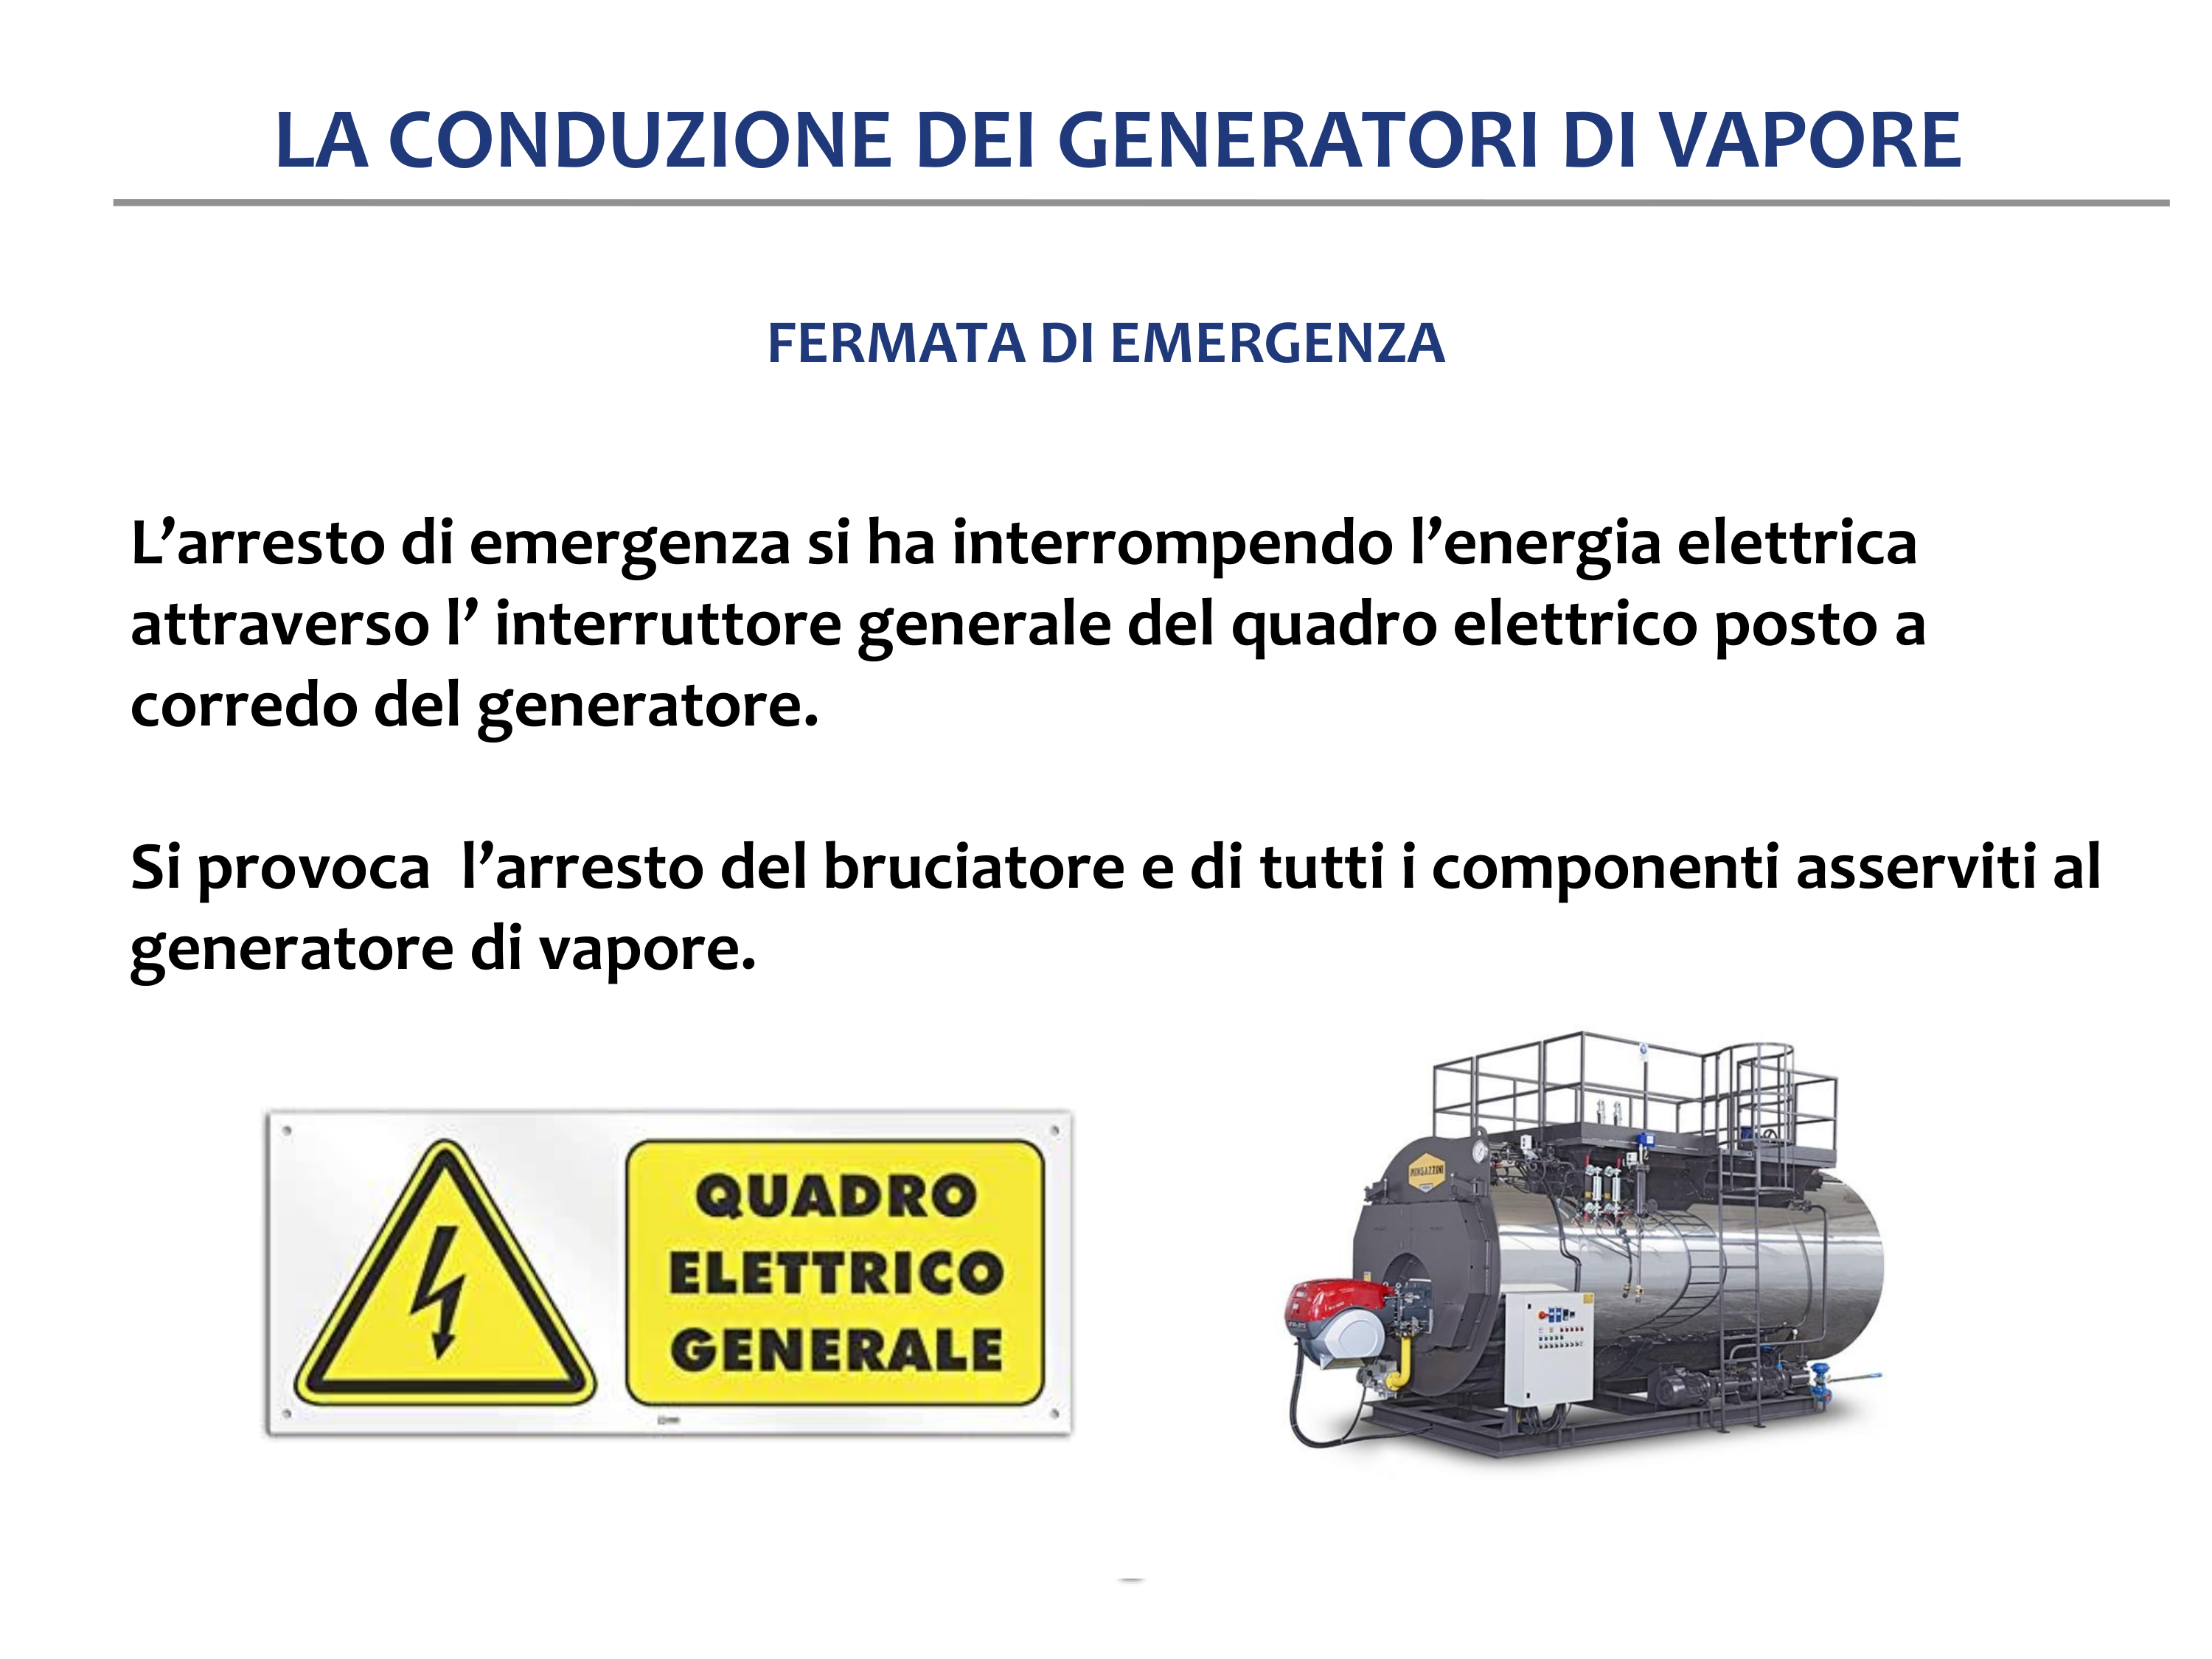 LA CONDUZIONE DEI GENERATORI DI VAPORE
FERMATA DI EMERGENZA
L’arresto di emergenza si ha interrompendo l’energia elettrica
attraverso l’ interruttore generale del quadro elettrico posto a
corredo del generatore.
Si provoca  l’arresto del bruciatore e di tutti i componenti asserviti al
generatore di vapore.
QUADRO
ELETTRICO
GENERALE
MINGAZZINI